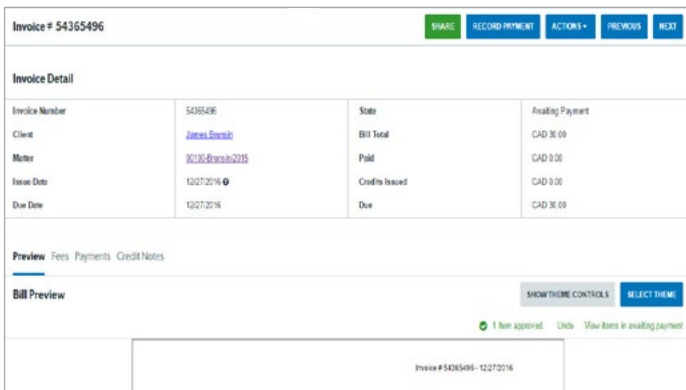 Invoice # 54365496
SHARE RECORD PAYMENT ACTIONS PREVIOUS NEXT
Invoice Detail
Invoice Number 54365496 State Awaiting Payment
Client James Bronsin Bill Total CAD 30.00
Matter 00100-Bronsin/2015 Paid CAD 0.00
Issue Date 12/27/2016 Credits Issued CAD 0.00
Due Date 12/27/2016 Due CAD 30.00
Preview Fees Payments Credit Notes
Bill Preview SHOW THEME CONTROLS SELECT THEME
1 item approved. Undo View items in awaiting payment
Invoice # 54365496 - 12/27/2016